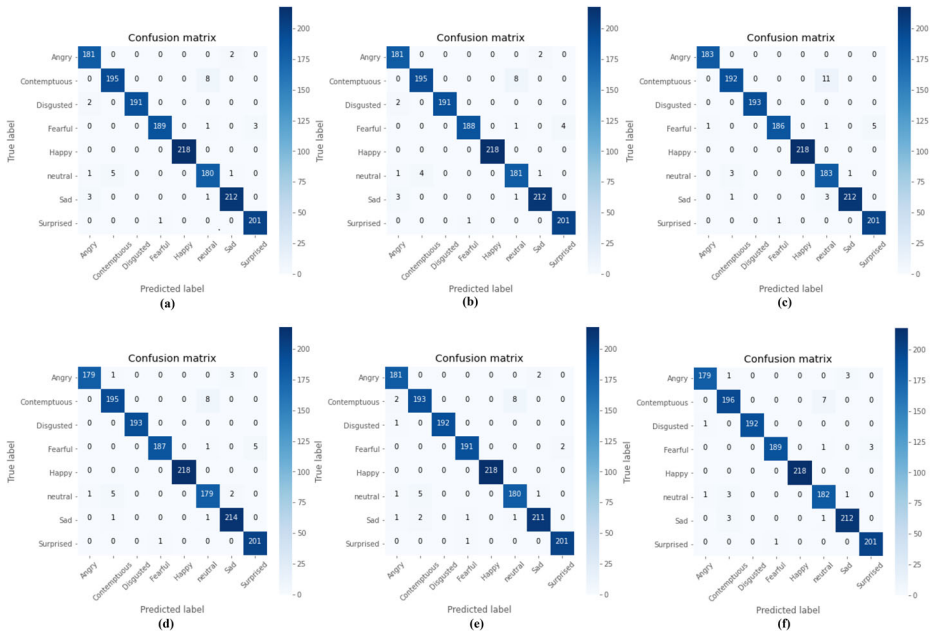 Confusion matrix
True label
Angry 181 0 0 0 0 0 2 0
Contemptuous 0 195 0 0 0 8 0 0
Disgusted 2 0 191 0 0 0 0 0
Fearful 0 0 0 189 0 1 0 3
Happy 0 0 0 0 218 0 0 0
neutral 1 5 0 0 0 180 1 0
Sad 3 0 0 0 0 1 212 0
Surprised 0 0 0 1 0 0 0 201
Angry Contemptuous Disgusted Fearful Happy neutral Sad Surprised
Predicted label
200
175
150
125
100
75
50
25
0
(a)
Confusion matrix
True label
Angry 181 0 0 0 0 0 2 0
Contemptuous 0 195 0 0 0 8 0 0
Disgusted 2 0 191 0 0 0 0 0
Fearful 0 0 0 188 0 1 0 4
Happy 0 0 0 0 218 0 0 0
neutral 1 4 0 0 0 181 1 0
Sad 3 0 0 0 0 1 212 0
Surprised 0 0 0 1 0 0 0 201
Angry Contemptuous Disgusted Fearful Happy neutral Sad Surprised
Predicted label
200
175
150
125
100
75
50
25
0
(b)
Confusion matrix
True label
Angry 183 0 0 0 0 0 0 0
Contemptuous 0 192 0 0 0 11 0 0
Disgusted 0 0 193 0 0 0 0 0
Fearful 1 0 0 186 0 1 0 5
Happy 0 0 0 0 218 0 0 0
neutral 0 3 0 0 0 183 1 0
Sad 0 1 0 0 0 3 212 0
Surprised 0 0 0 1 0 0 0 201
Angry Contemptuous Disgusted Fearful Happy neutral Sad Surprised
Predicted label
200
175
150
125
100
75
50
25
0
(c)
Confusion matrix
True label
Angry 179 1 0 0 0 0 3 0
Contemptuous 0 195 0 0 0 8 0 0
Disgusted 0 0 193 0 0 0 0 0
Fearful 0 0 0 187 0 1 0 5
Happy 0 0 0 0 218 0 0 0
neutral 1 5 0 0 0 179 2 0
Sad 0 1 0 0 0 1 214 0
Surprised 0 0 0 1 0 0 0 201
Angry Contemptuous Disgusted Fearful Happy neutral Sad Surprised
Predicted label
200
175
150
125
100
75
50
25
0
(d)
Confusion matrix
True label
Angry 181 0 0 0 0 0 2 0
Contemptuous 2 193 0 0 0 8 0 0
Disgusted 1 0 192 0 0 0 0 0
Fearful 0 0 0 191 0 0 0 2
Happy 0 0 0 0 218 0 0 0
neutral 1 5 0 0 0 180 1 0
Sad 1 2 0 1 0 1 211 0
Surprised 0 0 0 1 0 0 0 201
Angry Contemptuous Disgusted Fearful Happy neutral Sad Surprised
Predicted label
200
175
150
125
100
75
50
25
0
(e)
Confusion matrix
True label
Angry 179 1 0 0 0 0 3 0
Contemptuous 0 196 0 0 0 7 0 0
Disgusted 1 0 192 0 0 0 0 0
Fearful 0 0 0 189 0 1 0 3
Happy 0 0 0 0 218 0 0 0
neutral 1 3 0 0 0 182 1 0
Sad 0 3 0 0 0 1 212 0
Surprised 0 0 0 1 0 0 0 201
Angry Contemptuous Disgusted Fearful Happy neutral Sad Surprised
Predicted label
200
175
150
125
100
75
50
25
0
(f)